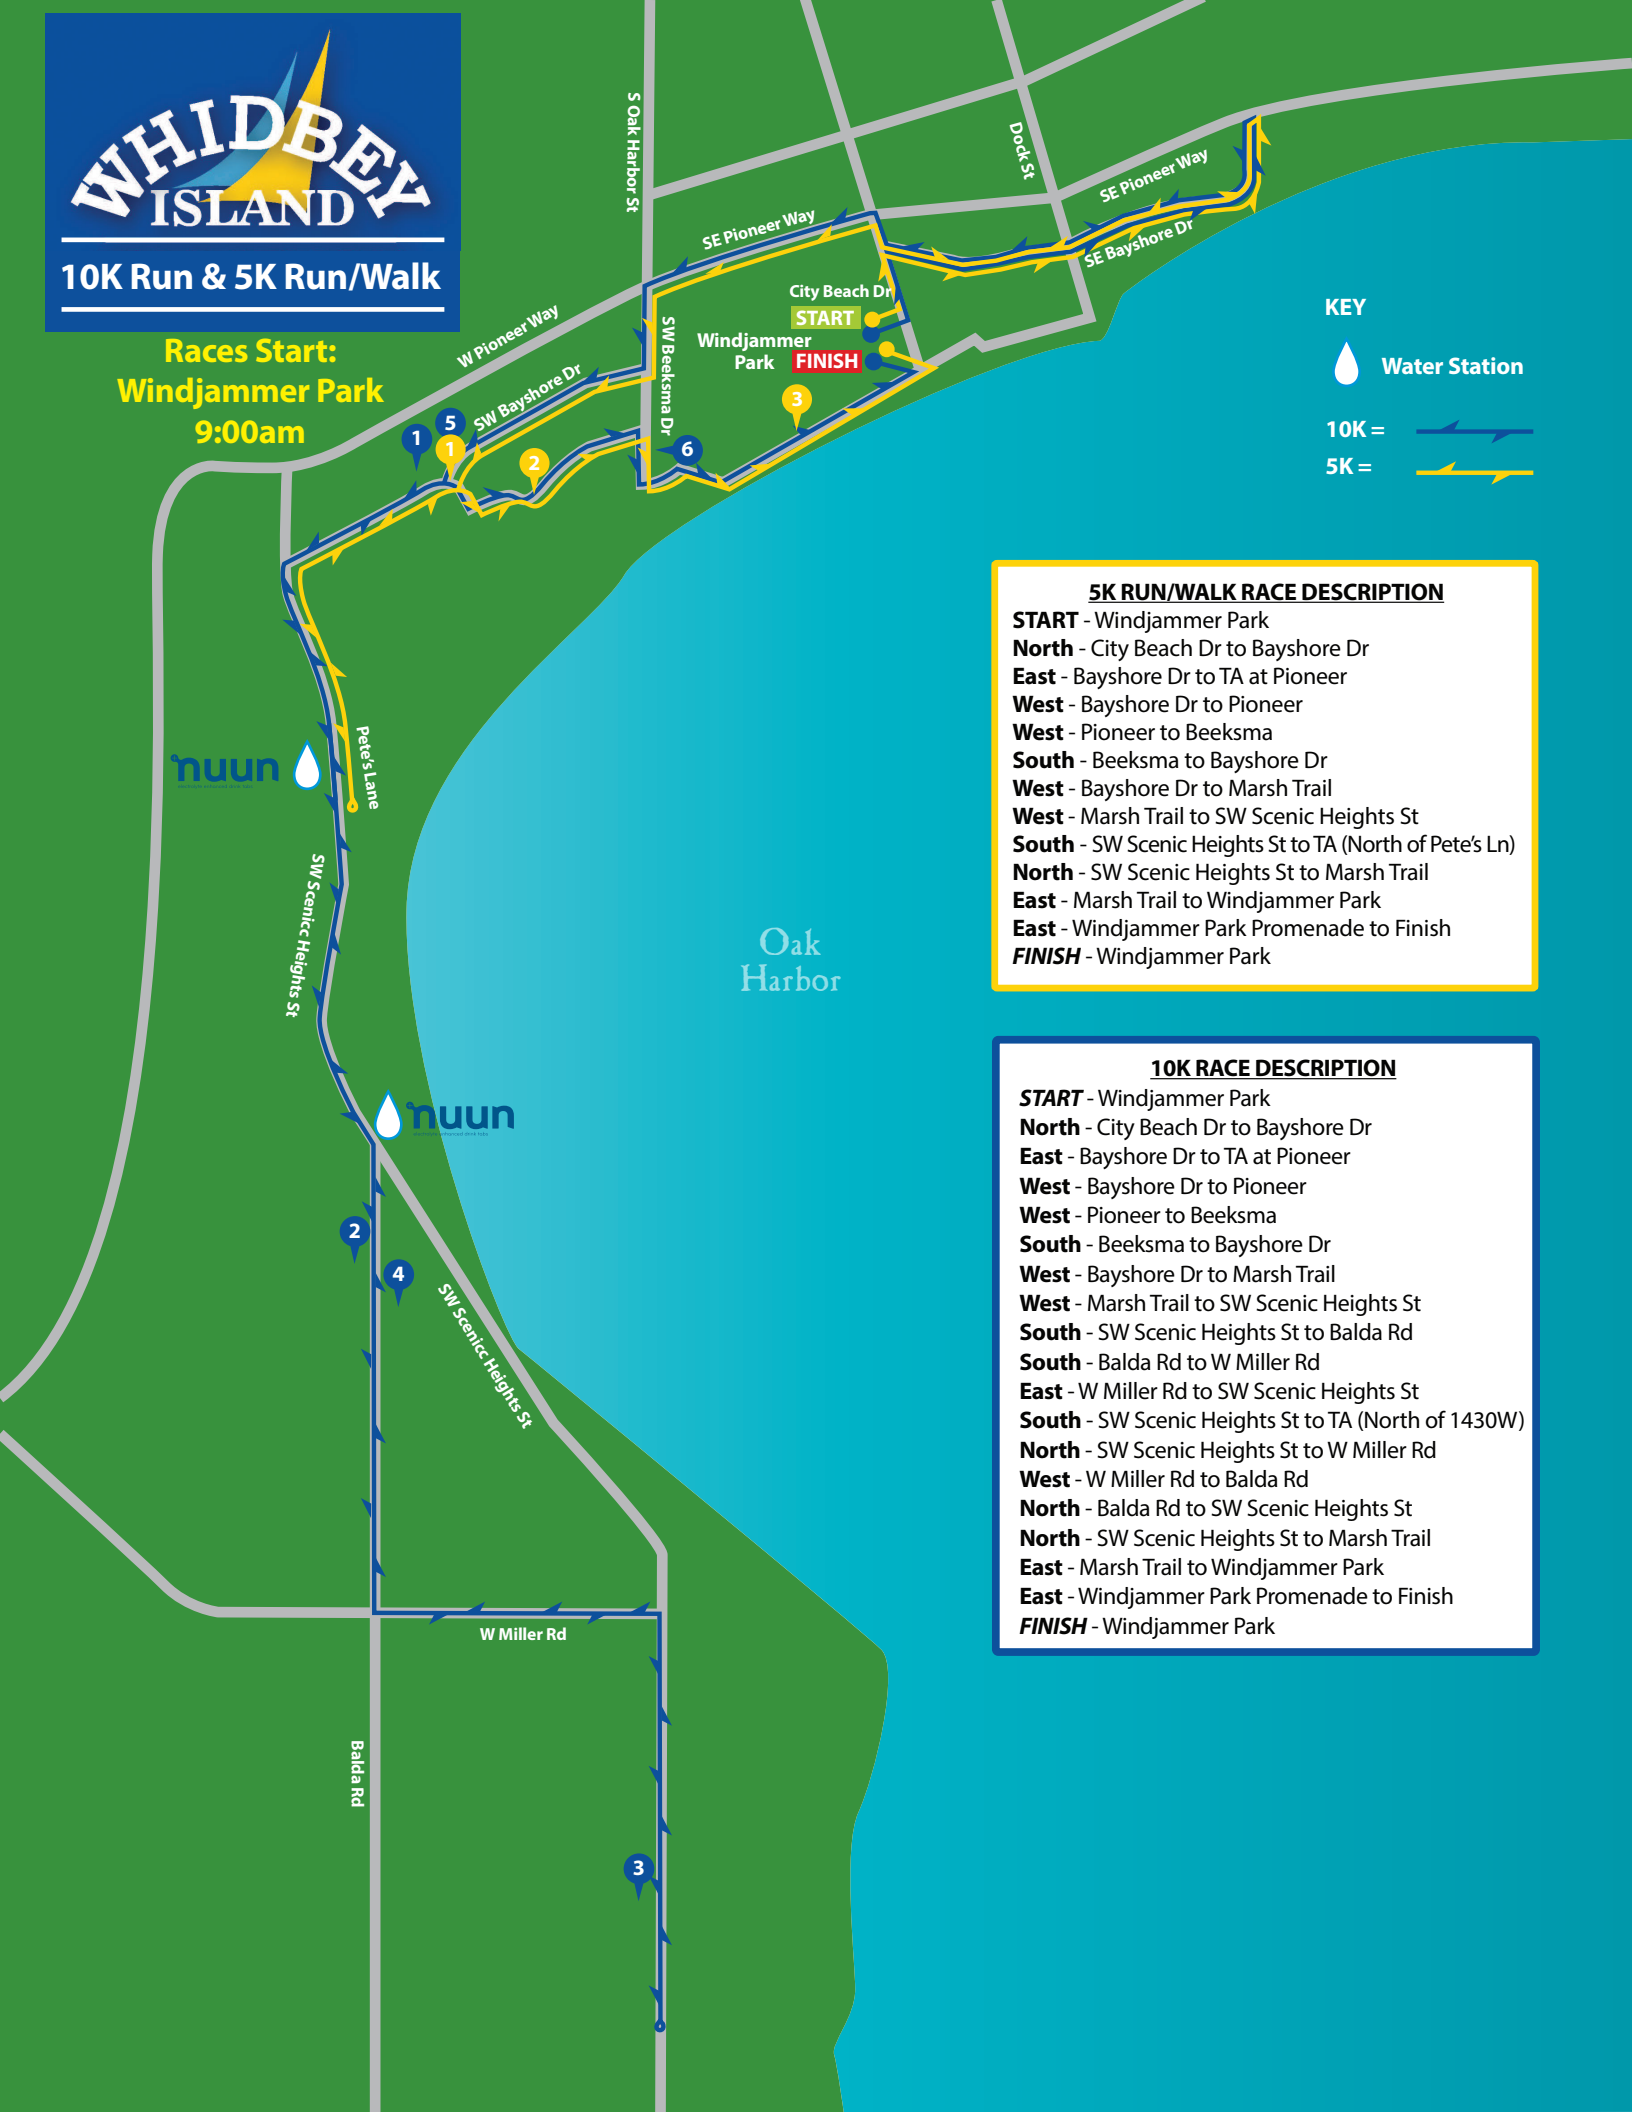 WHIDBEY
ISLAND
10K Run & 5K Run/Walk
Races Start:
Windjammer Park
9:00am
S Oak Harbor St
Dock St
SE Pioneer Way
SE Pioneer Way
SE Bayshore Dr
City Beach Dr
START
Windjammer
Park
FINISH
W Pioneer Way
SW Bayshore Dr
SW Beeksma Dr
1
5
1
2
3
6
KEY
Water Station
10K =
5K =
nuun
Pete's Lane
SW Scenicc Heights St
Oak
Harbor
nuun
2
4
SW Scenicc Heights St
W Miller Rd
Balda Rd
3
5K RUN/WALK RACE DESCRIPTION
START - Windjammer Park
North - City Beach Dr to Bayshore Dr
East - Bayshore Dr to TA at Pioneer
West - Bayshore Dr to Pioneer
West - Pioneer to Beeksma
South - Beeksma to Bayshore Dr
West - Bayshore Dr to Marsh Trail
West - Marsh Trail to SW Scenic Heights St
South - SW Scenic Heights St to TA (North of Pete's Ln)
North - SW Scenic Heights St to Marsh Trail
East - Marsh Trail to Windjammer Park
East - Windjammer Park Promenade to Finish
FINISH - Windjammer Park
10K RACE DESCRIPTION
START - Windjammer Park
North - City Beach Dr to Bayshore Dr
East - Bayshore Dr to TA at Pioneer
West - Bayshore Dr to Pioneer
West - Pioneer to Beeksma
South - Beeksma to Bayshore Dr
West - Bayshore Dr to Marsh Trail
West - Marsh Trail to SW Scenic Heights St
South - SW Scenic Heights St to Balda Rd
South - Balda Rd to W Miller Rd
East - W Miller Rd to SW Scenic Heights St
South - SW Scenic Heights St to TA (North of 1430W)
North - SW Scenic Heights St to W Miller Rd
West - W Miller Rd to Balda Rd
North - Balda Rd to SW Scenic Heights St
North - SW Scenic Heights St to Marsh Trail
East - Marsh Trail to Windjammer Park
East - Windjammer Park Promenade to Finish
FINISH - Windjammer Park